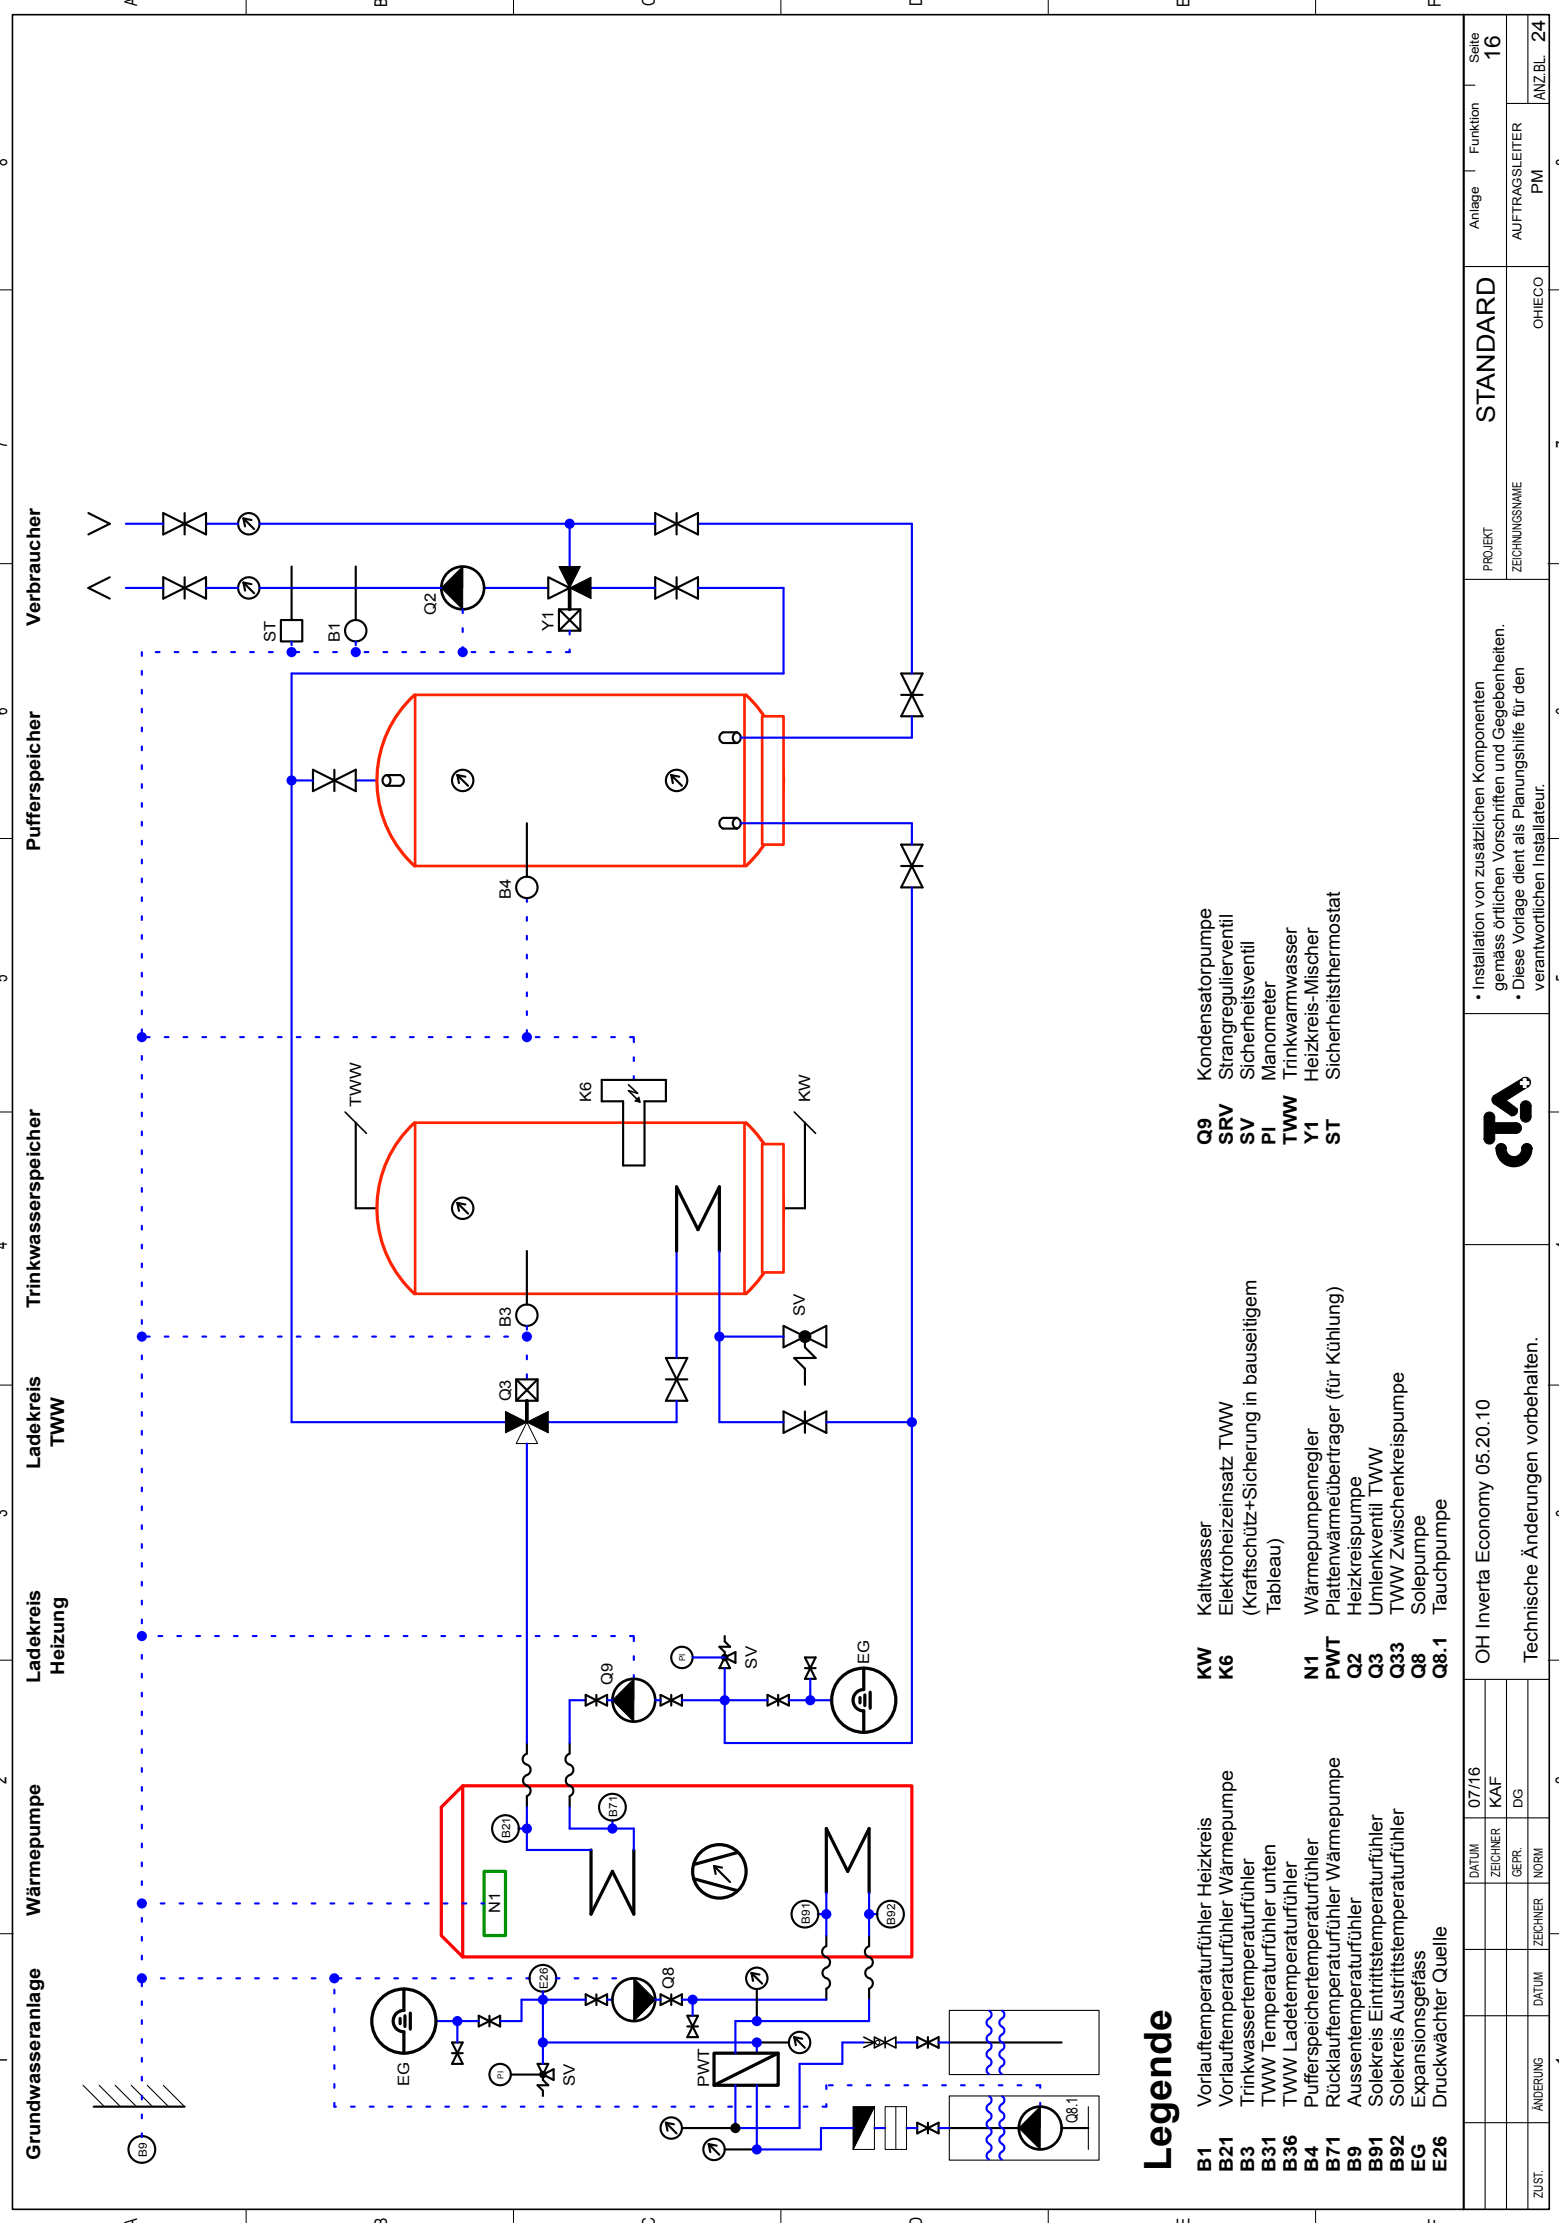 Grundwasseranlage
Wärmepumpe
Ladekreis
Heizung
Ladekreis
TWW
Trinkwasserspeicher
Pufferspeicher
Verbraucher
B9
EG
PI
SV
E26
Q8
PWT
Q8.1
N1
B21
B71
B91
B92
Q9
PI
SV
EG
Q3
B3
SV
TWW
K6
KW
B4
ST
B1
Q2
Y1
Legende
B1 Vorlauftemperaturfühler Heizkreis
B21 Vorlauftemperaturfühler Wärmepumpe
B3 Trinkwassertemperaturfühler
B31 TWW Temperaturfühler unten
B36 TWW Ladetemperaturfühler
B4 Pufferspeichertemperaturfühler
B71 Rücklauftemperaturfühler Wärmepumpe
B9 Aussentemperaturfühler
B91 Solekreis Eintrittstemperaturfühler
B92 Solekreis Austrittstemperaturfühler
EG Expansionsgefäss
E26 Druckwächter Quelle
KW Kaltwasser
K6 Elektroheizeinsatz TWW
(Kraftschütz+Sicherung in bauseitigem
Tableau)
N1 Wärmepumpenregler
PWT Plattenwärmeübertrager (für Kühlung)
Q2 Heizkreispumpe
Q3 Umlenkventil TWW
Q33 TWW Zwischenkreispumpe
Q8 Solepumpe
Q8.1 Tauchpumpe
Q9 Kondensatorpumpe
SRV Strangregulierventil
SV Sicherheitsventil
PI Manometer
TWW Trinkwarmwasser
Y1 Heizkreis-Mischer
ST Sicherheitsthermostat
ZUST. ÄNDERUNG DATUM ZEICHNER
DATUM 07/16
ZEICHNER KAF
GEPR. DG
NORM
OH Inverta Economy 05.20.10
Technische Änderungen vorbehalten.
CTA
• Installation von zusätzlichen Komponenten
gemäss örtlichen Vorschriften und Gegebenheiten.
• Diese Vorlage dient als Planungshilfe für den
verantwortlichen Installateur.
PROJEKT STANDARD
ZEICHNUNGSNAME OHIECO
Anlage Funktion Seite
16
AUFTRAGSLEITER
PM
ANZ.BL. 24